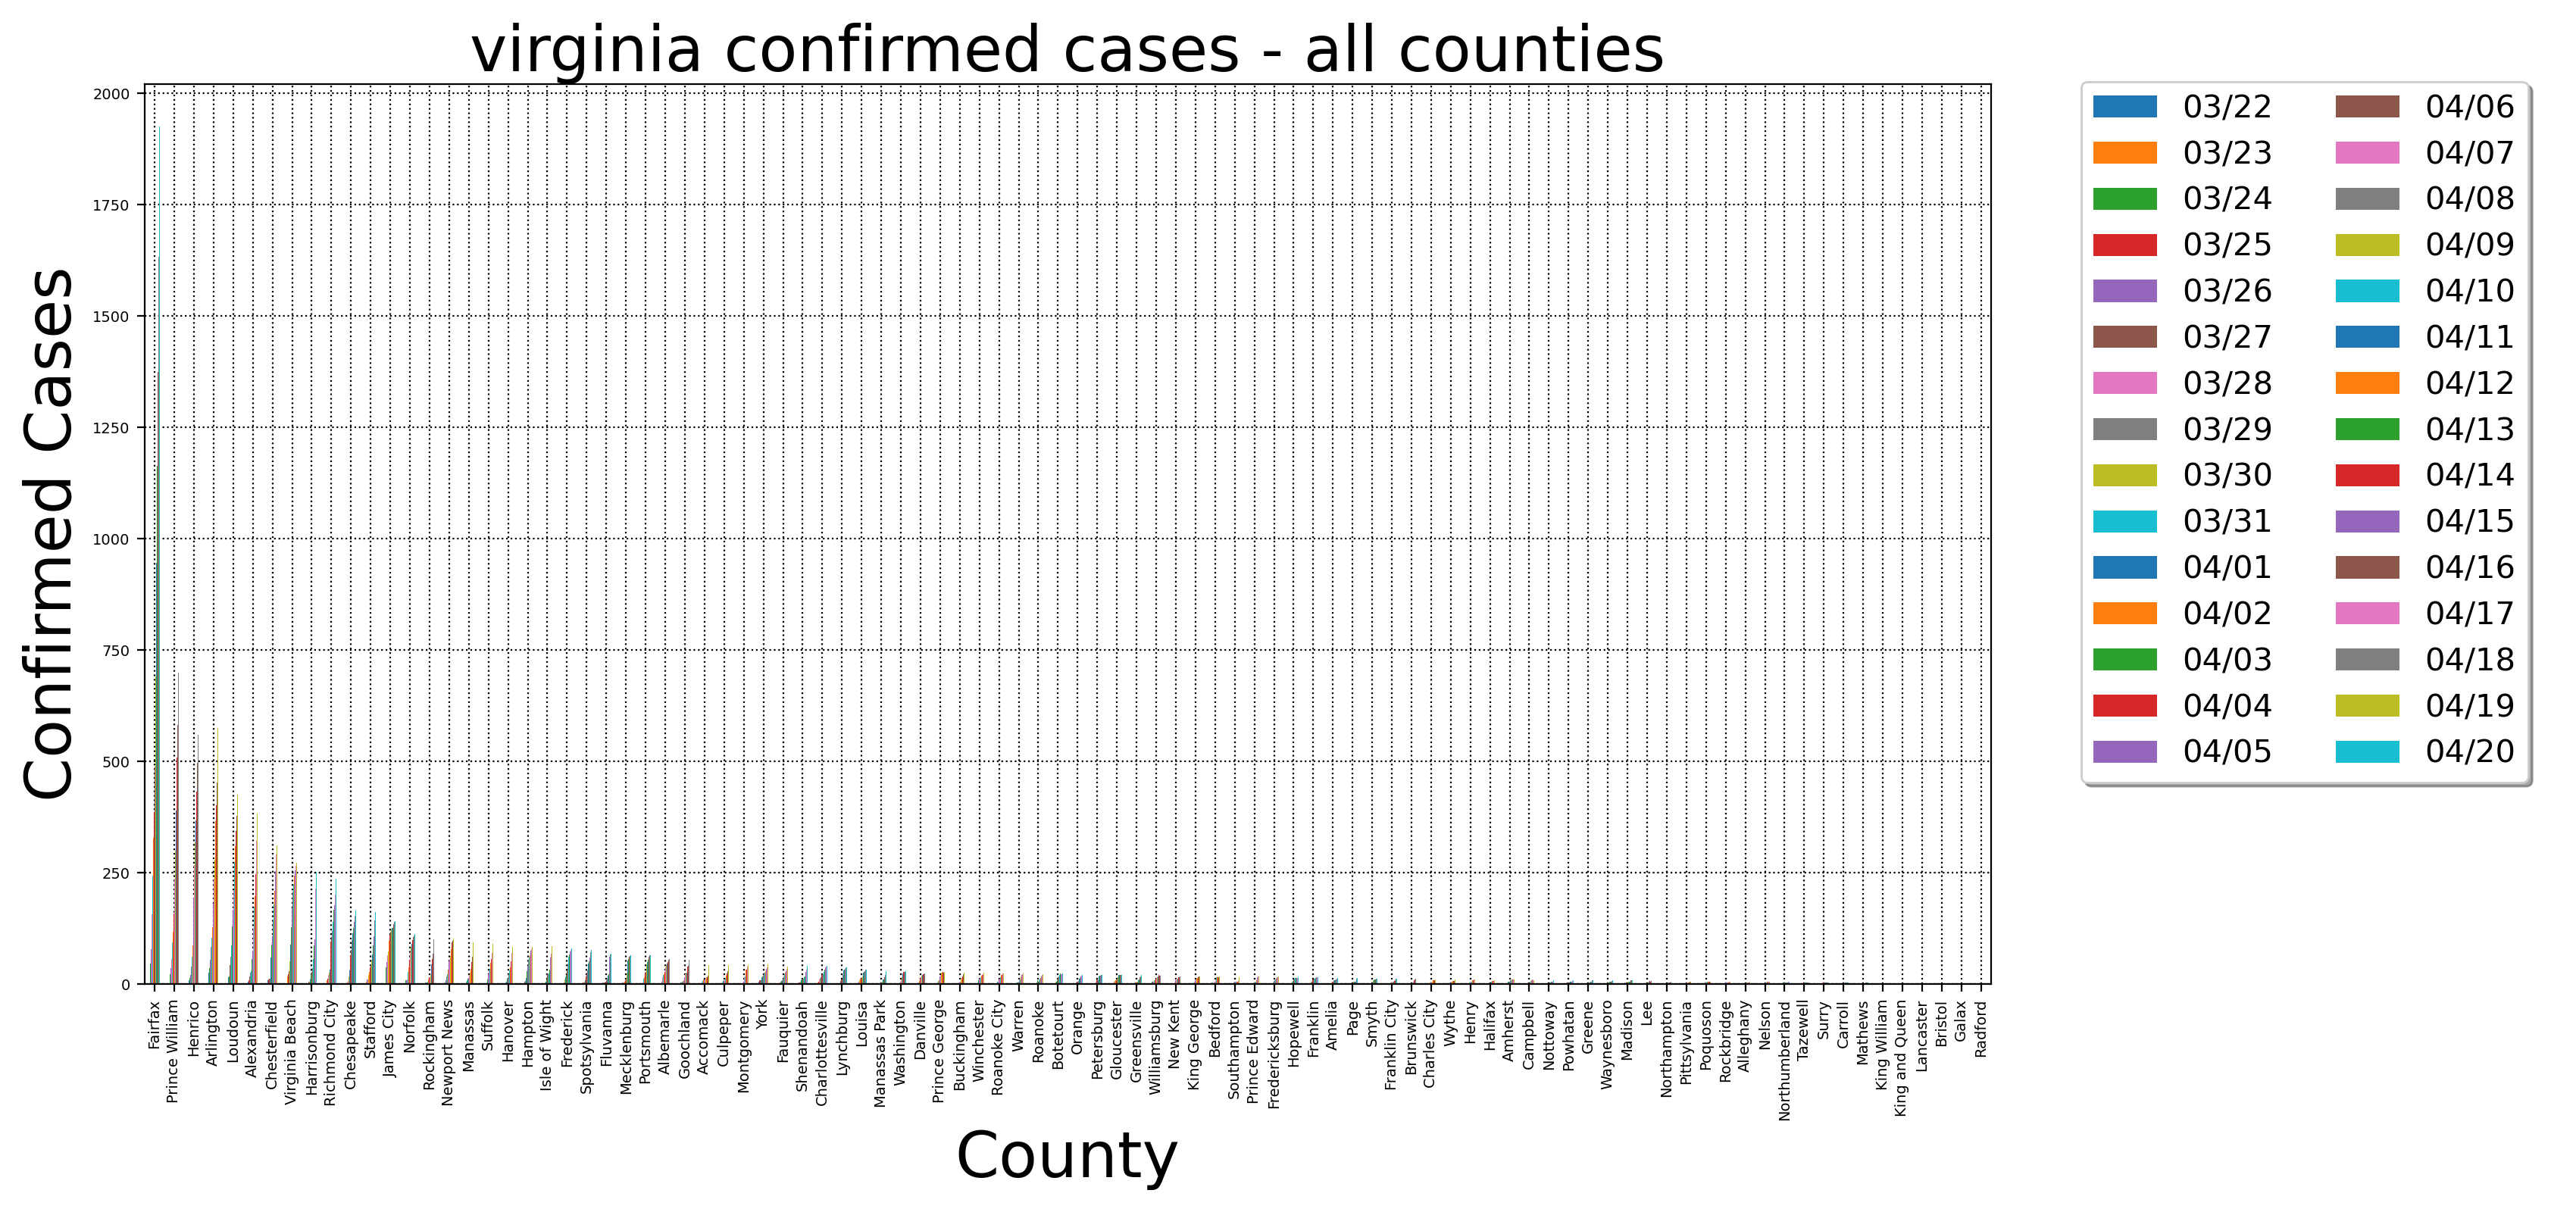 virginia confirmed cases - all counties
Confirmed Cases
2000
1750
1500
1250
1000
750
500
250
0
Fairfax
Prince William
Henrico
Arlington
Loudoun
Alexandria
Chesterfield
Virginia Beach
Harrisonburg
Richmond City
Chesapeake
Stafford
James City
Norfolk
Rockingham
Newport News
Manassas
Suffolk
Hanover
Hampton
Isle of Wight
Frederick
Spotsylvania
Fluvanna
Mecklenburg
Portsmouth
Albemarle
Goochland
Accomack
Culpeper
Montgomery
York
Fauquier
Shenandoah
Charlottesville
Lynchburg
Louisa
Manassas Park
Washington
Danville
Prince George
Buckingham
Winchester
Roanoke City
Warren
Roanoke
Botetourt
Orange
Petersburg
Gloucester
Greensville
Williamsburg
New Kent
King George
Bedford
Southampton
Prince Edward
Fredericksburg
Hopewell
Franklin
Amelia
Page
Smyth
Franklin City
Brunswick
Charles City
Wythe
Henry
Halifax
Amherst
Campbell
Nottoway
Powhatan
Greene
Waynesboro
Madison
Lee
Northampton
Pittsylvania
Poquoson
Rockbridge
Alleghany
Nelson
Northumberland
Tazewell
Surry
Carroll
Mathews
King William
King and Queen
Lancaster
Bristol
Galax
Radford
County
03/22
03/23
03/24
03/25
03/26
03/27
03/28
03/29
03/30
03/31
04/01
04/02
04/03
04/04
04/05
04/06
04/07
04/08
04/09
04/10
04/11
04/12
04/13
04/14
04/15
04/16
04/17
04/18
04/19
04/20